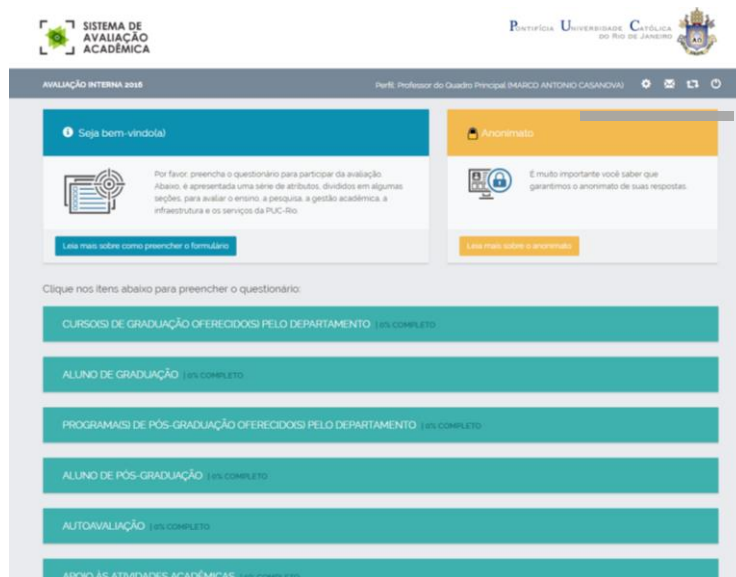 SISTEMA DE
AVALIAÇÃO
ACADÊMICA
PONTIFÍCIA UNIVERSIDADE CATÓLICA
DO RIO DE JANEIRO
AVALIAÇÃO INTERNA 2016
Perfil: Professor do Quadro Principal (MARCO ANTONIO CASANOVA)
Seja bem-vindo(a)
Por favor, preencha o questionário para participar da avaliação.
Abaixo, é apresentada uma série de atributos, divididos em algumas
seções, para avaliar o ensino, a pesquisa, a gestão acadêmica, a
infraestrutura e os serviços da PUC-Rio.
Leia mais sobre como preencher o formulário
Anonimato
É muito importante você saber que
garantimos o anonimato de suas respostas.
Leia mais sobre o anonimato
Clique nos itens abaixo para preencher o questionário:
CURSO(S) DE GRADUAÇÃO OFERECIDO(S) PELO DEPARTAMENTO | 0% COMPLETO
ALUNO DE GRADUAÇÃO | 0% COMPLETO
PROGRAMA(S) DE PÓS-GRADUAÇÃO OFERECIDO(S) PELO DEPARTAMENTO | 0% COMPLETO
ALUNO DE PÓS-GRADUAÇÃO | 0% COMPLETO
AUTOAVALIAÇÃO | 0% COMPLETO
APOIO ÀS ATIVIDADES ACADÊMICAS | 0% COMPLETO